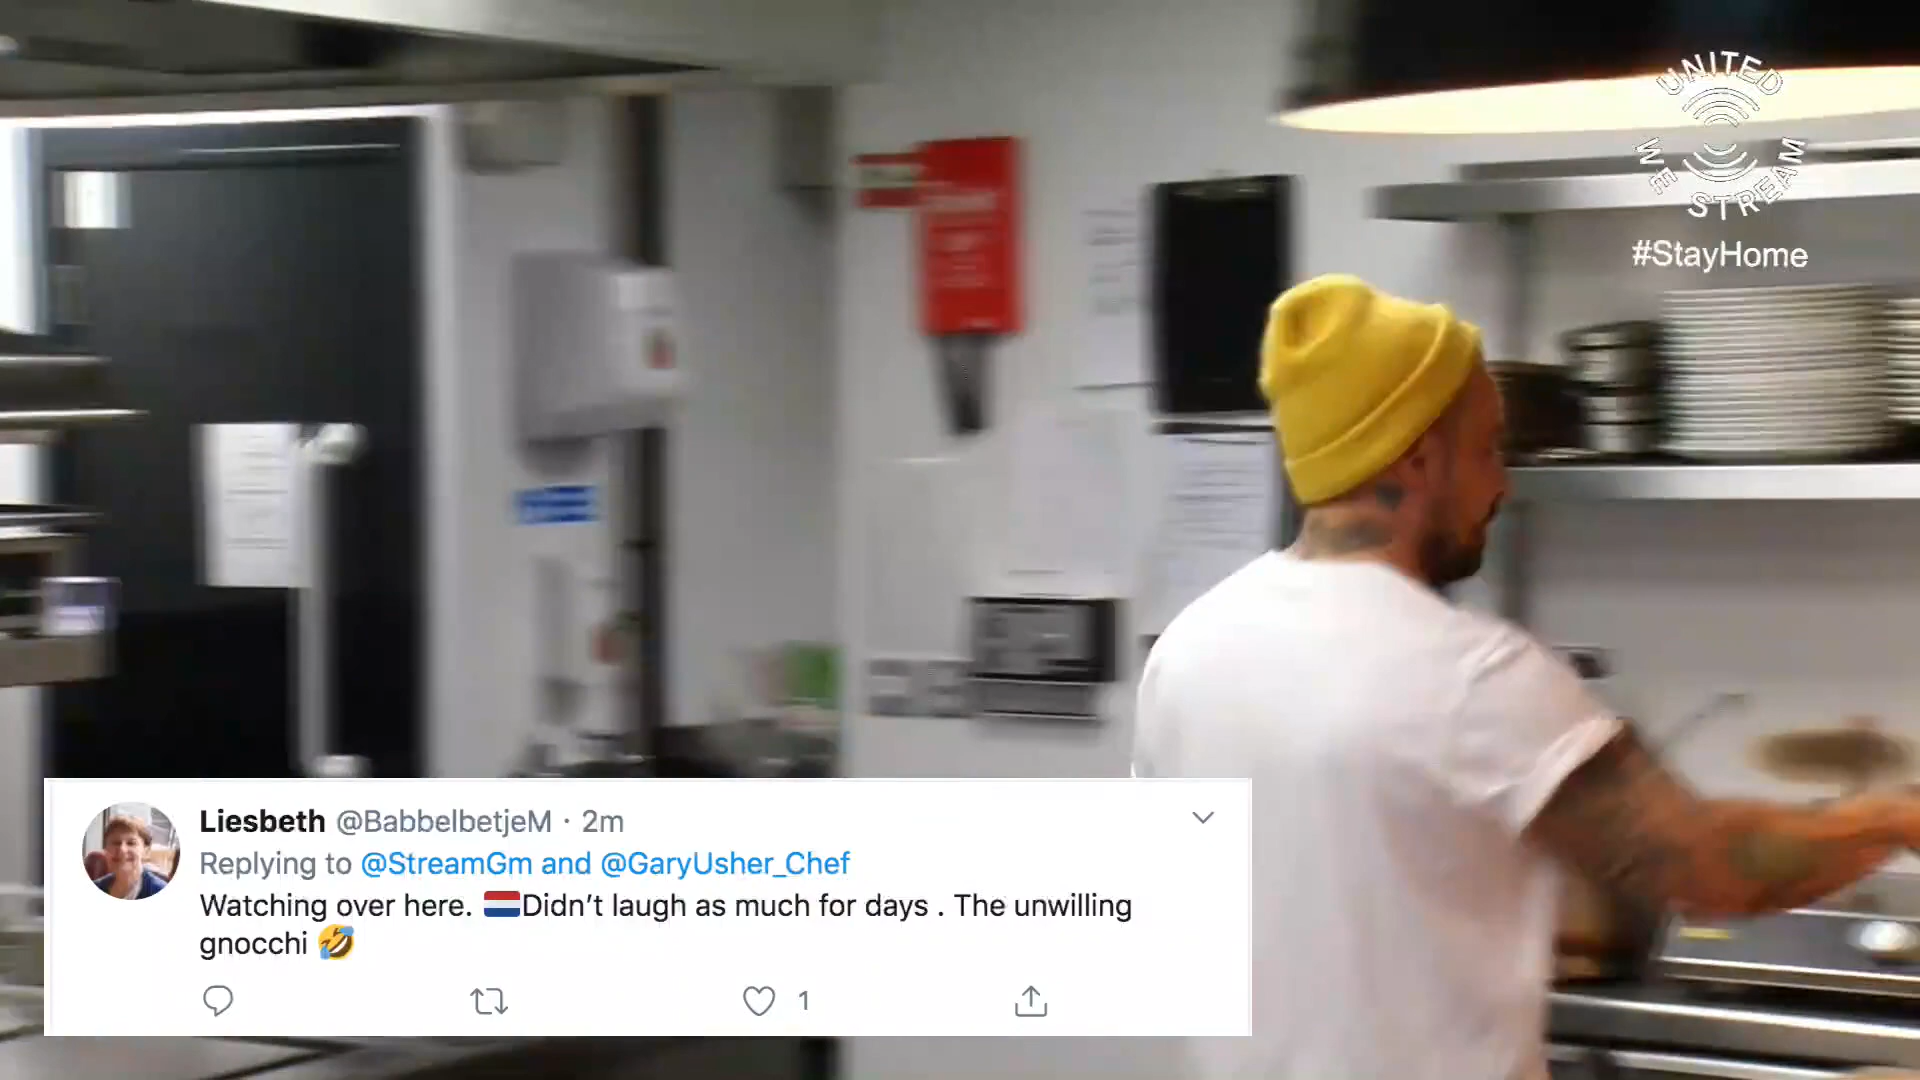 UNITED
WE STREAM
#StayHome
Liesbeth @BabbelbetjeM · 2m
Replying to @StreamGm and @GaryUsher_Chef
Watching over here. 🇳🇱Didn’t laugh as much for days . The unwilling
gnocchi 🤣
1